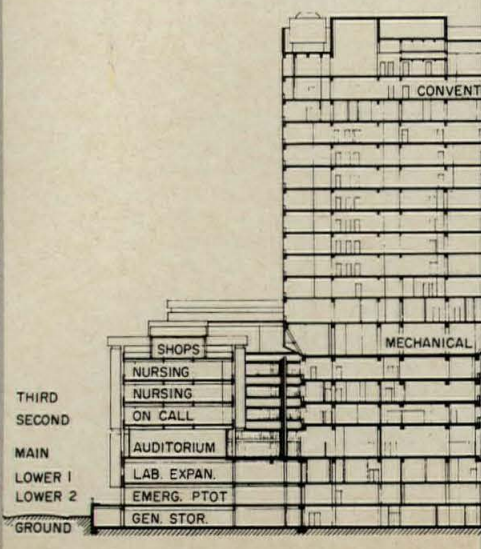 CONVENT
MECHANICAL
SHOPS
NURSING
THIRD NURSING
SECOND ON CALL
MAIN AUDITORIUM
LOWER 1 LAB. EXPAN.
LOWER 2 EMERG. PTOT
GROUND GEN. STOR.